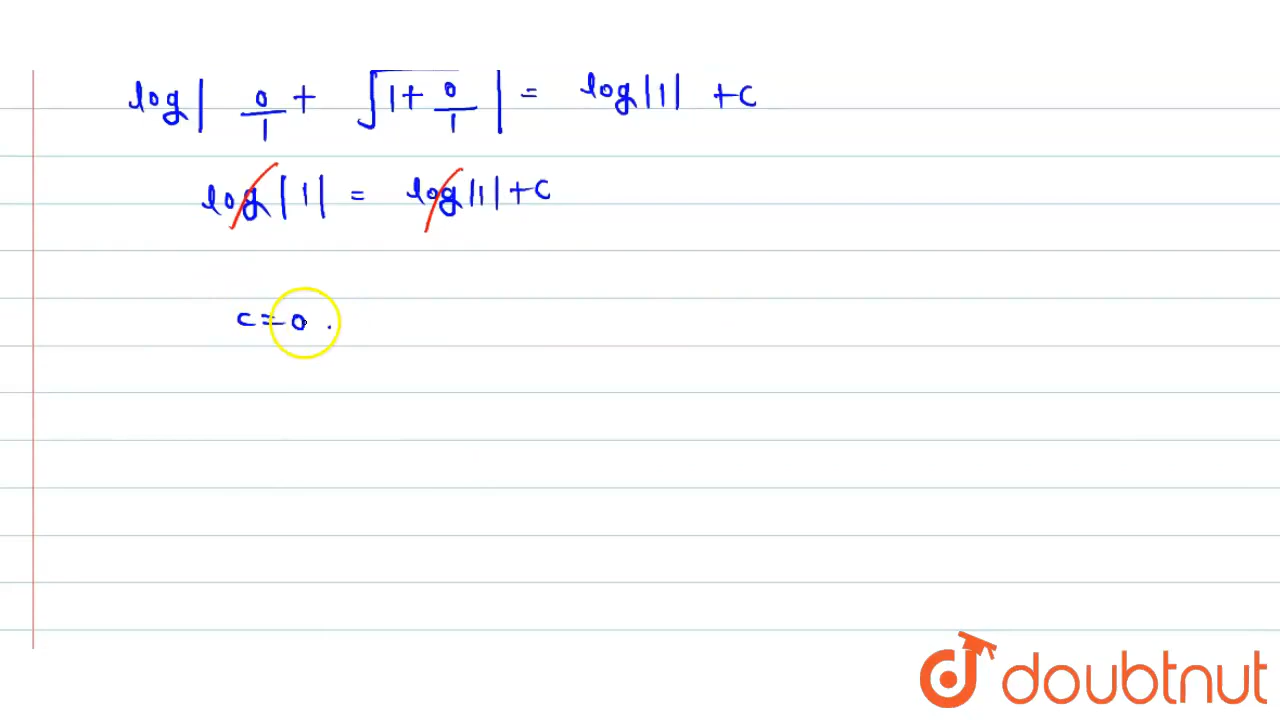 log| 0/1 + √1+ 0/1 | = log|1| +c
log|1| = log|1|+c
c=0.
doubtnut